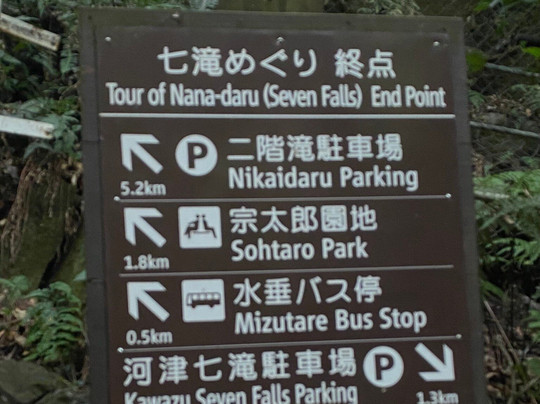 七滝めぐり 終点
Tour of Nana-daru (Seven Falls) End Point
P 二階滝駐車場
5.2km Nikaidaru Parking
宗太郎園地
1.8km Sohtaro Park
水垂バス停
0.5km Mizutare Bus Stop
河津七滝駐車場 P
Kawazu Seven Falls Parking 1.3km